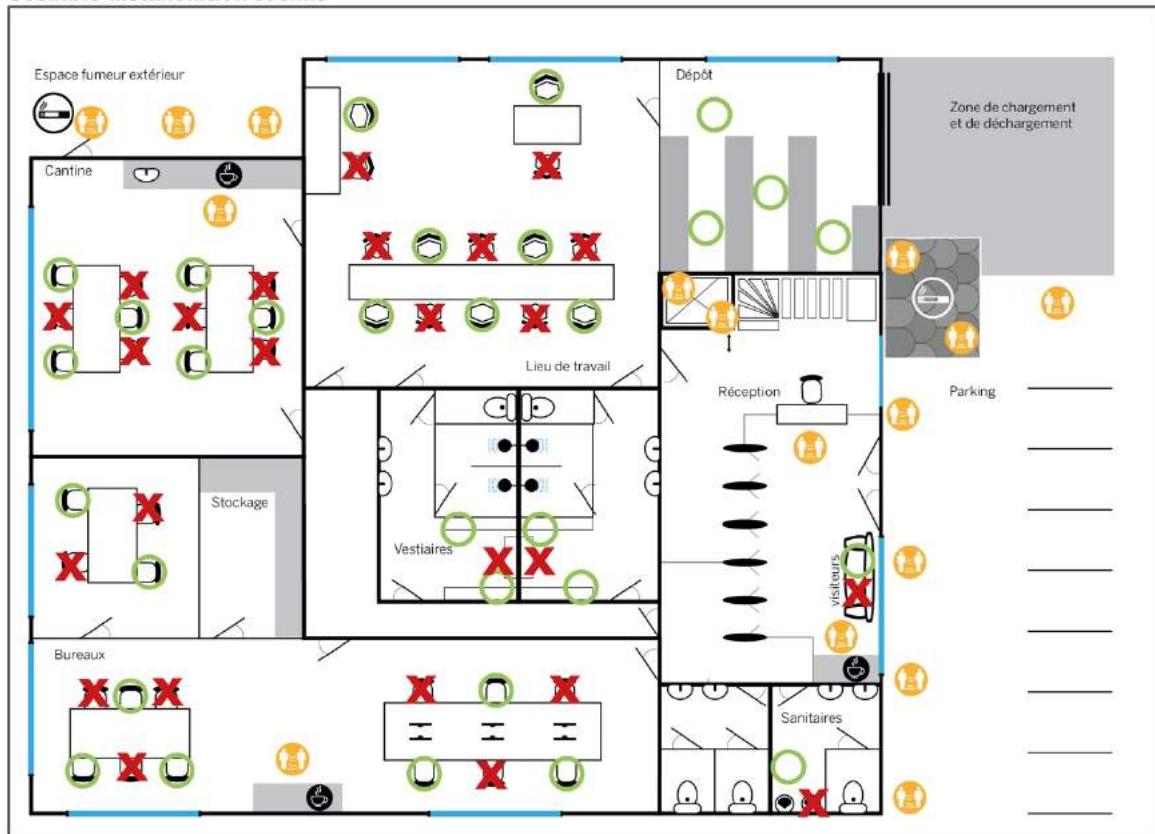 Espace fumeur extérieur
Dépôt
Zone de chargement
et de déchargement
Cantine
Lieu de travail
Réception
Parking
Stockage
Vestiaires
visiteurs
Bureaux
Sanitaires